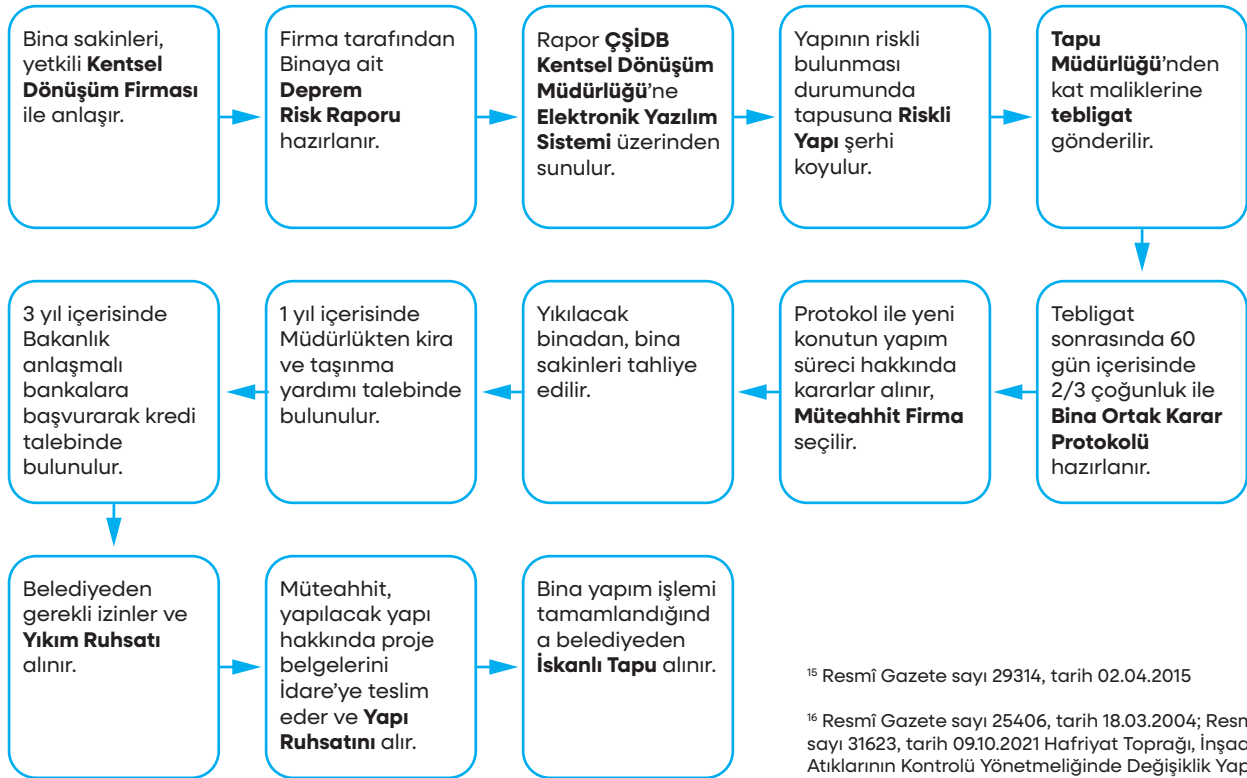 Bina sakinleri,
yetkili Kentsel
Dönüşüm Firması
ile anlaşır.
Firma tarafından
Binaya ait
Deprem
Risk Raporu
hazırlanır.
Rapor ÇŞİDB
Kentsel Dönüşüm
Müdürlüğü’ne
Elektronik Yazılım
Sistemi üzerinden
sunulur.
Yapının riskli
bulunması
durumunda
tapusuna Riskli
Yapı şerhi
koyulur.
Tapu
Müdürlüğü’nden
kat maliklerine
tebligat
gönderilir.
Tebligat
sonrasında 60
gün içerisinde
2/3 çoğunluk ile
Bina Ortak Karar
Protokolü
hazırlanır.
Protokol ile yeni
konutun yapım
süreci hakkında
kararlar alınır,
Müteahhit Firma
seçilir.
Yıkılacak
binadan, bina
sakinleri tahliye
edilir.
1 yıl içerisinde
Müdürlükten kira
ve taşınma
yardımı talebinde
bulunulur.
3 yıl içerisinde
Bakanlık
anlaşmalı
bankalara
başvurarak kredi
talebinde
bulunulur.
Belediyeden
gerekli izinler ve
Yıkım Ruhsatı
alınır.
Müteahhit,
yapılacak yapı
hakkında proje
belgelerini
İdare’ye teslim
eder ve Yapı
Ruhsatını alır.
Bina yapım işlemi
tamamlandığınd
a belediyeden
İskanlı Tapu alınır.
15 Resmî Gazete sayı 29314, tarih 02.04.2015
16 Resmî Gazete sayı 25406, tarih 18.03.2004; Resm
sayı 31623, tarih 09.10.2021 Hafriyat Toprağı, İnşaa
Atıklarının Kontrolü Yönetmeliğinde Değişiklik Yap